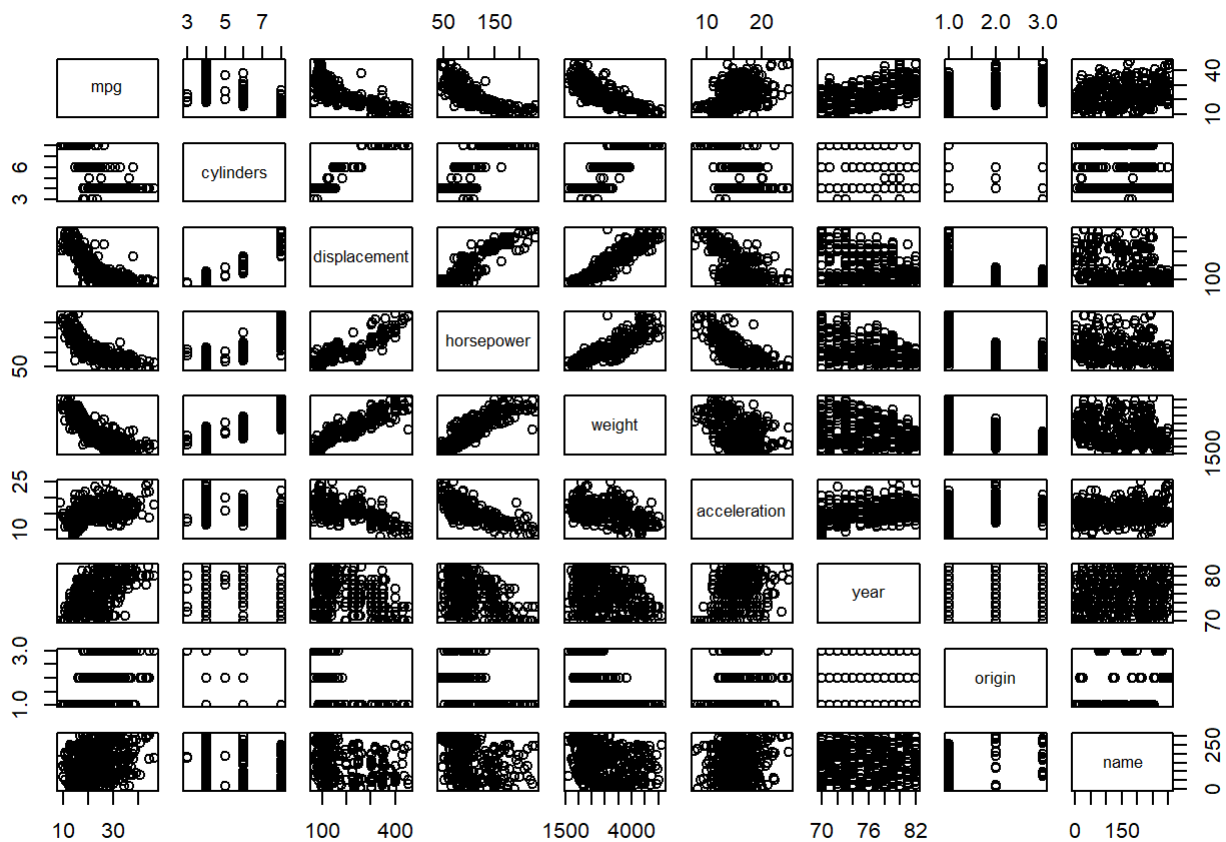 3 5 7 50 150 10 20 1.0 2.0 3.0
mpg 10 40
3 6 cylinders
displacement 100
50 horsepower
weight 1500
10 25 acceleration
year 70 80
1.0 3.0 origin
name 0 250
10 30 100 400 1500 4000 70 76 82 0 150